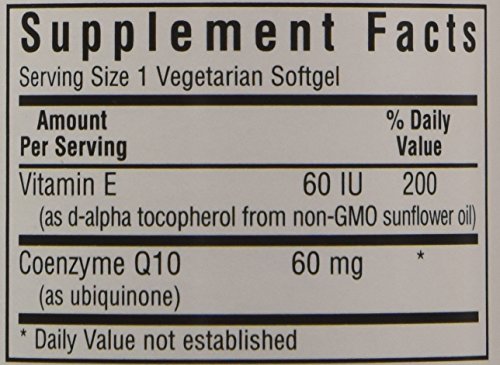 Supplement Facts
Serving Size 1 Vegetarian Softgel
Amount Per Serving % Daily Value
Vitamin E 60 IU 200
(as d-alpha tocopherol from non-GMO sunflower oil)
Coenzyme Q10 60 mg *
(as ubiquinone)
* Daily Value not established